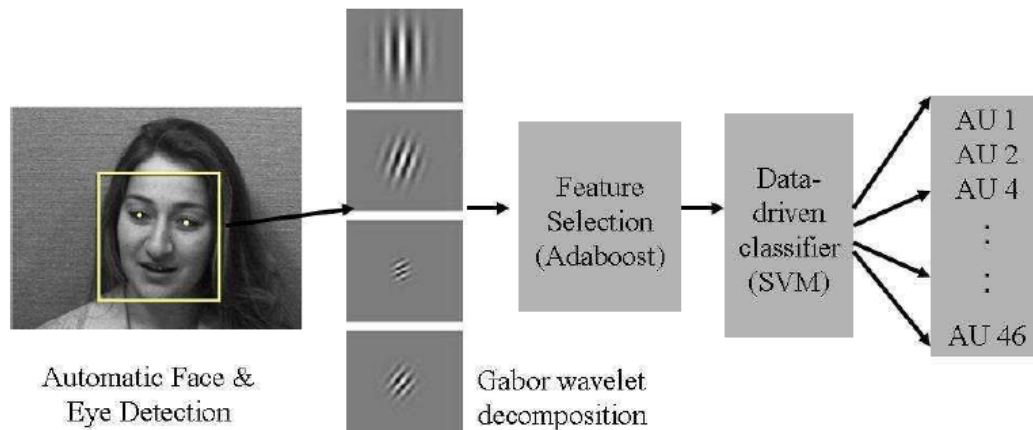 Automatic Face &
Eye Detection
Gabor wavelet
decomposition
Feature
Selection
(Adaboost)
Data-
driven
classifier
(SVM)
AU 1
AU 2
AU 4
:
:
AU 46